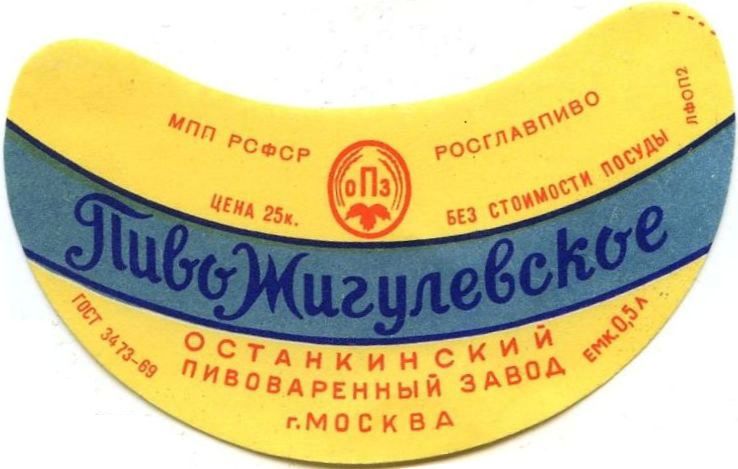 МПП РСФСР
РОСГЛАВПИВО
ЛФОП2
оПз
ЦЕНА 25к.
БЕЗ СТОИМОСТИ ПОСУДЫ
Пиво Жигулевское
ГОСТ 3473-69
ОСТАНКИНСКИЙ
ПИВОВАРЕННЫЙ ЗАВОД
г.МОСКВА
ЕМК.0,5л